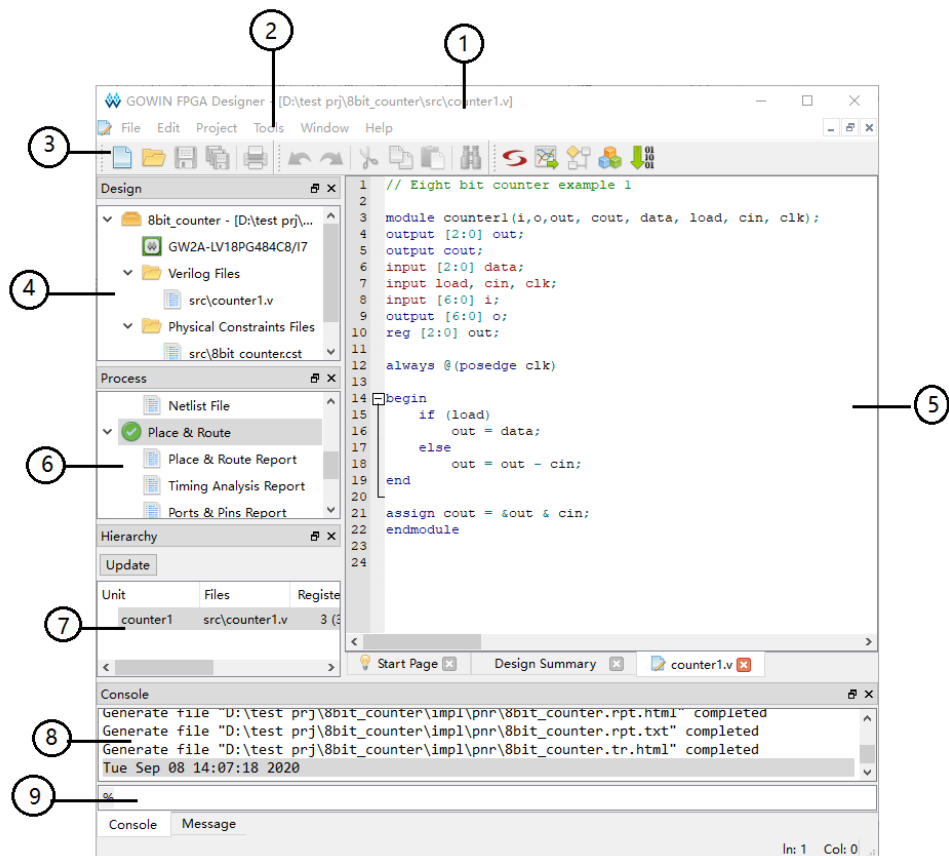 2
1
GOWIN FPGA Designer - [D:\test prj\8bit_counter\src\counter1.v]
File Edit Project Tools Window Help
3
Design
8bit_counter - [D:\test prj\...
GW2A-LV18PG484C8/I7
Verilog Files
4
src\counter1.v
Physical Constraints Files
src\8bit_counter.cst
Process
Netlist File
Place & Route
6
Place & Route Report
Timing Analysis Report
Ports & Pins Report
Hierarchy
Update
Unit Files Registe
counter1 src\counter1.v 3 (3
7
1 // Eight bit counter example 1
2
3 module counter1(i,o,out, cout, data, load, cin, clk);
4 output [2:0] out;
5 output cout;
6 input [2:0] data;
7 input load, cin, clk;
8 input [6:0] i;
9 output [6:0] o;
10 reg [2:0] out;
11
12 always @(posedge clk)
13
14 begin
15 if (load)
16 out = data;
17 else
18 out = out - cin;
19 end
20
21 assign cout = &out & cin;
22 endmodule
23
24
5
Start Page Design Summary counter1.v
Console
Generate file "D:\test prj\8bit_counter\impl\pnr\8bit_counter.rpt.html" completed
Generate file "D:\test prj\8bit_counter\impl\pnr\8bit_counter.rpt.txt" completed
8
Generate file "D:\test prj\8bit_counter\impl\pnr\8bit_counter.tr.html" completed
Tue Sep 08 14:07:18 2020
9
%
Console Message
ln: 1 Col: 0